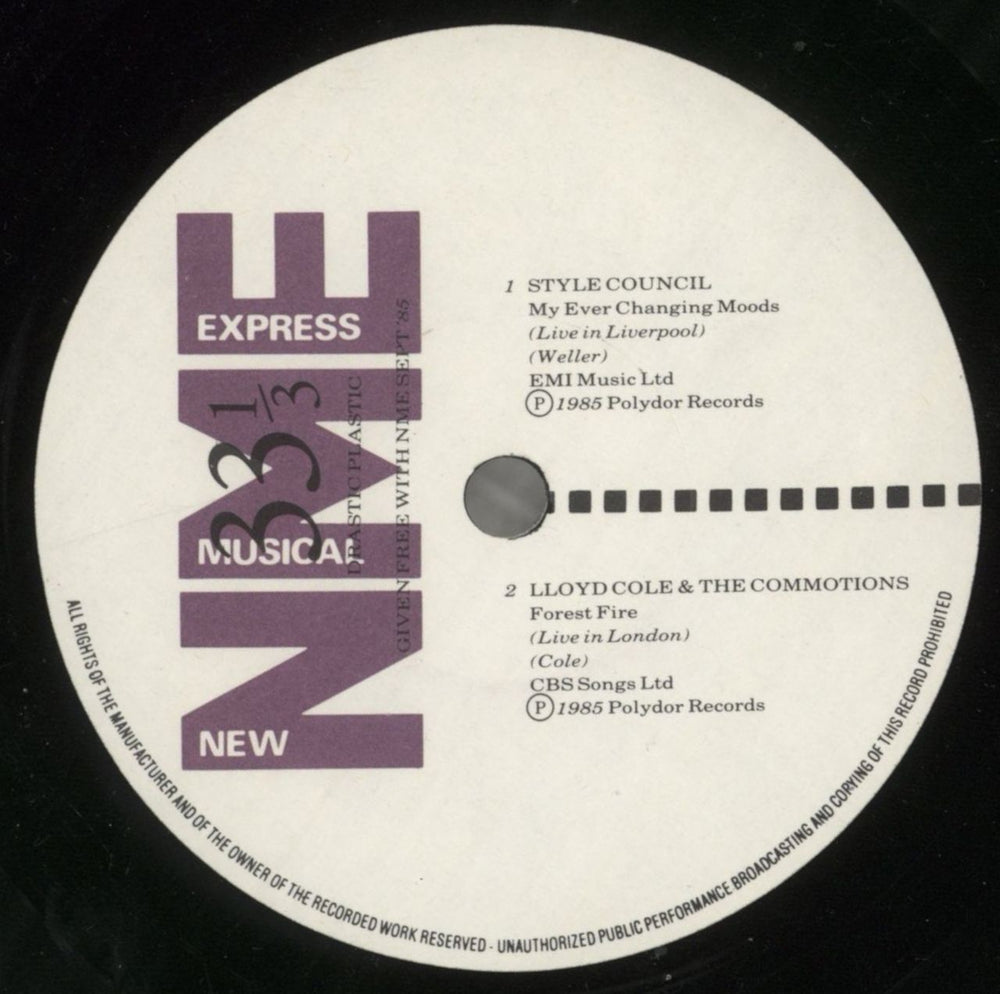 NEW
MUSICAL
EXPRESS
NME
33 1/3
DRASTIC PLASTIC
GIVEN FREE WITH NME SEPT '85
1 STYLE COUNCIL
My Ever Changing Moods
(Live in Liverpool)
(Weller)
EMI Music Ltd
Ⓟ 1985 Polydor Records
2 LLOYD COLE & THE COMMOTIONS
Forest Fire
(Live in London)
(Cole)
CBS Songs Ltd
Ⓟ 1985 Polydor Records
ALL RIGHTS OF THE MANUFACTURER AND OF THE OWNER OF THE RECORDED WORK RESERVED - UNAUTHORIZED PUBLIC PERFORMANCE BROADCASTING AND COPYING OF THIS RECORD PROHIBITED